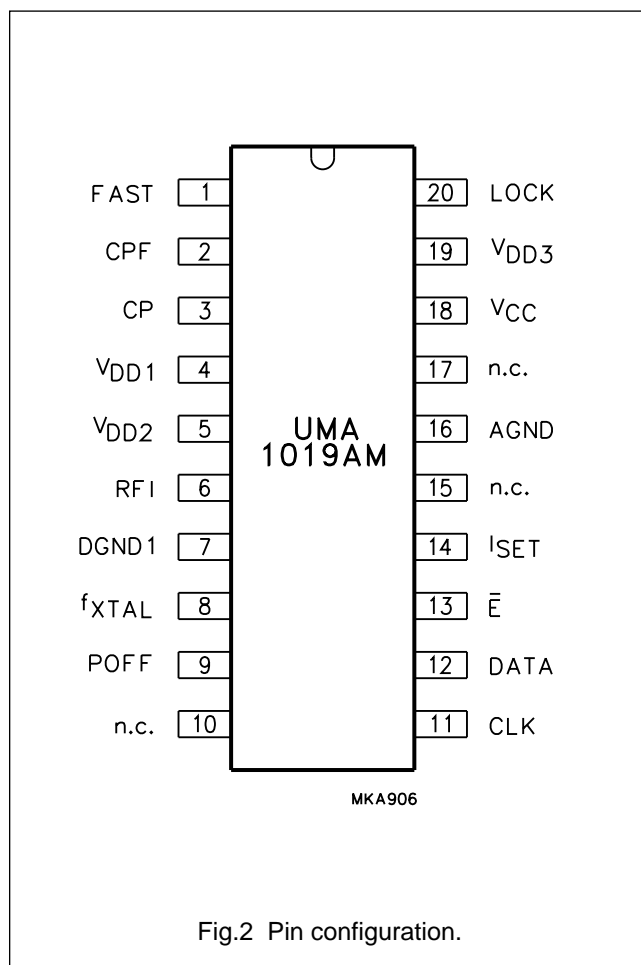 FAST 1 20 LOCK
CPF 2 19 VDD3
CP 3 18 VCC
VDD1 4 17 n.c.
VDD2 5 16 AGND
UMA
1019AM
RFI 6 15 n.c.
DGND1 7 14 ISET
fXTAL 8 13 E̅
POFF 9 12 DATA
n.c. 10 11 CLK
MKA906
Fig.2 Pin configuration.